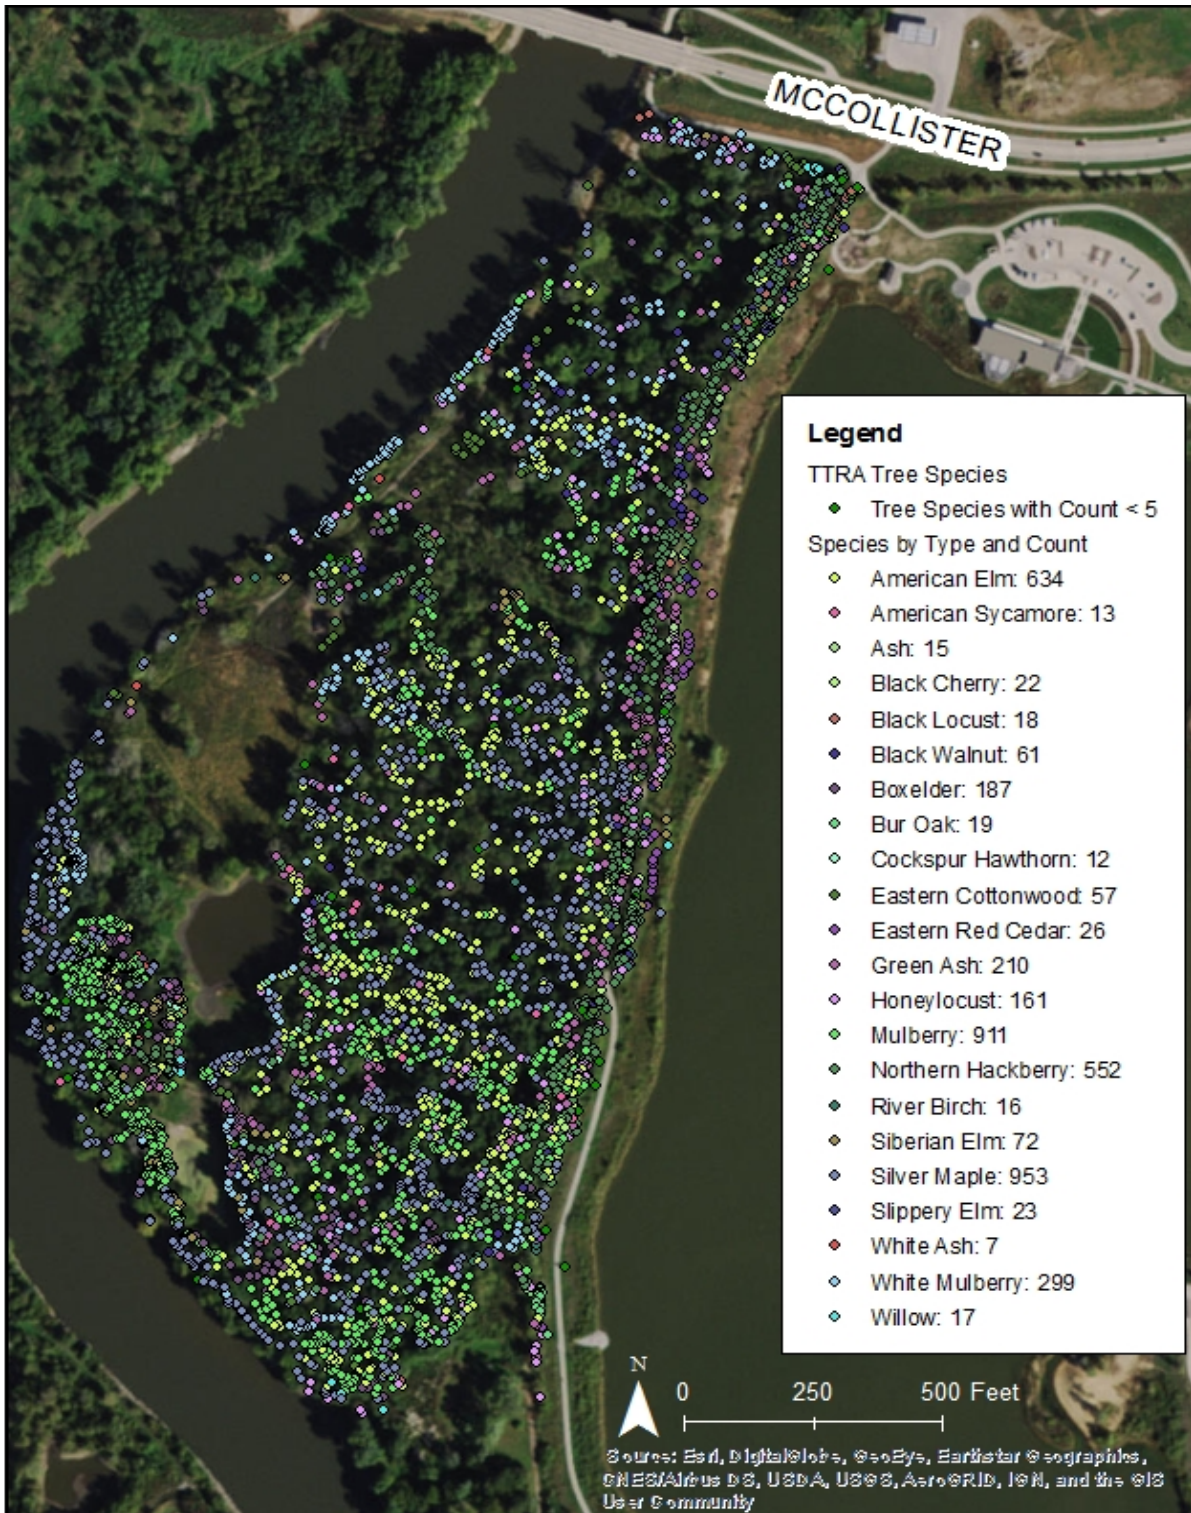 MCCOLLISTER
Legend
TTRA Tree Species
Tree Species with Count < 5
Species by Type and Count
American Elm: 634
American Sycamore: 13
Ash: 15
Black Cherry: 22
Black Locust: 18
Black Walnut: 61
Boxelder: 187
Bur Oak: 19
Cockspur Hawthorn: 12
Eastern Cottonwood: 57
Eastern Red Cedar: 26
Green Ash: 210
Honeylocust: 161
Mulberry: 911
Northern Hackberry: 552
River Birch: 16
Siberian Elm: 72
Silver Maple: 953
Slippery Elm: 23
White Ash: 7
White Mulberry: 299
Willow: 17
N
0 250 500 Feet
Source: Esri, DigitalGlobe, GeoEye, Earthstar Geographics,
CNES/Airbus DS, USDA, USGS, AeroGRID, IGN, and the GIS
User Community